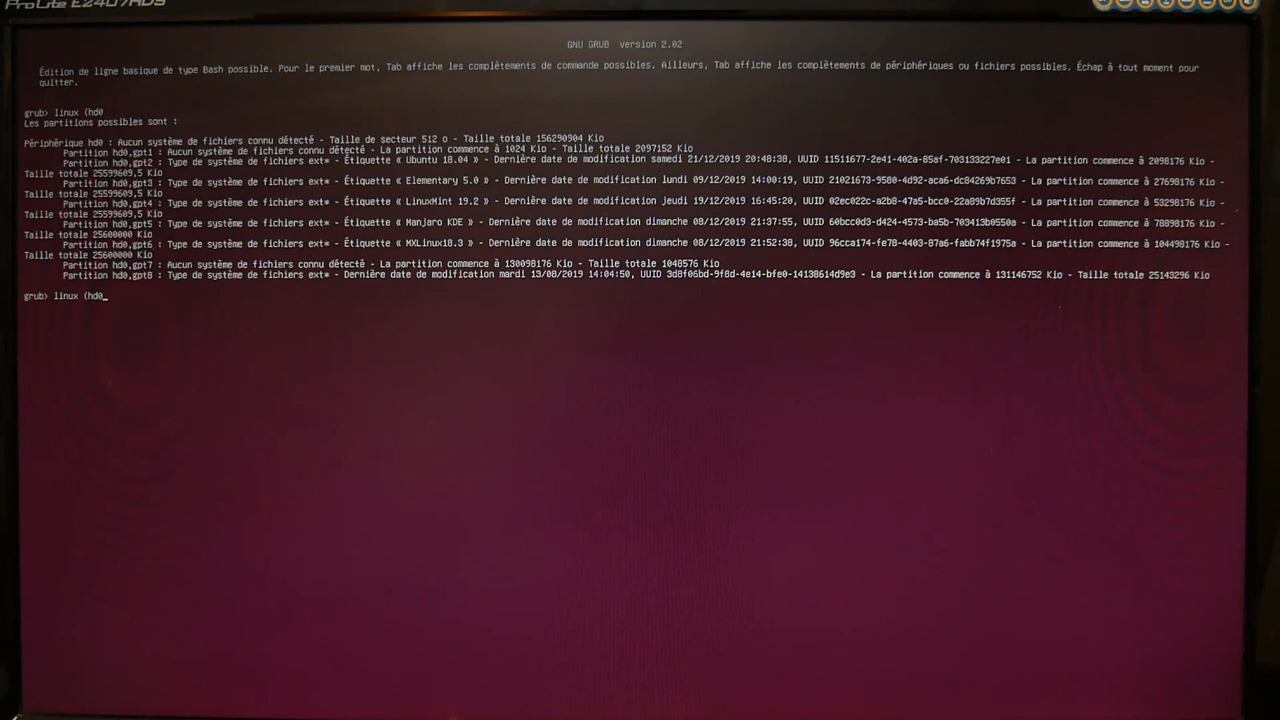 ProLite E2407HDS
GNU GRUB version 2.02
Édition de ligne basique de type Bash possible. Pour le premier mot, Tab affiche les complètements de commande possibles. Ailleurs, Tab affiche les complètements de périphériques ou fichiers possibles. Échap à tout moment pour
quitter.
grub> linux (hd0
Les partitions possibles sont :
Périphérique hd0 : Aucun système de fichiers connu détecté - Taille de secteur 512 o - Taille totale 156290904 Kio
Partition hd0,gpt1 : Aucun système de fichiers connu détecté - La partition commence à 1024 Kio - Taille totale 2097152 Kio
Partition hd0,gpt2 : Type de système de fichiers ext* - Étiquette « Ubuntu 18.04 » - Dernière date de modification samedi 21/12/2019 20:48:38, UUID 11511677-2e41-402a-85af-703133227e01 - La partition commence à 2098176 Kio -
Taille totale 25599609,5 Kio
Partition hd0,gpt3 : Type de système de fichiers ext* - Étiquette « Elementary 5.0 » - Dernière date de modification lundi 09/12/2019 14:00:19, UUID 21021673-9580-4d92-aca6-dc84269b7653 - La partition commence à 27698176 Kio -
Taille totale 25599609,5 Kio
Partition hd0,gpt4 : Type de système de fichiers ext* - Étiquette « LinuxMint 19.2 » - Dernière date de modification jeudi 19/12/2019 16:45:20, UUID 02ec022c-a2b8-47a5-bcc0-22a89b7d355f - La partition commence à 53298176 Kio -
Taille totale 25599609,5 Kio
Partition hd0,gpt5 : Type de système de fichiers ext* - Étiquette « Manjaro KDE » - Dernière date de modification dimanche 08/12/2019 21:37:55, UUID 60bcc0d3-d424-4573-ba5b-703413b0550a - La partition commence à 78898176 Kio -
Taille totale 25600000 Kio
Partition hd0,gpt6 : Type de système de fichiers ext* - Étiquette « MXLinux18.3 » - Dernière date de modification dimanche 08/12/2019 21:52:38, UUID 96cca174-fe78-4403-87a6-fabb74f1975a - La partition commence à 104498176 Kio -
Taille totale 25600000 Kio
Partition hd0,gpt7 : Aucun système de fichiers connu détecté - La partition commence à 130098176 Kio - Taille totale 1048576 Kio
Partition hd0,gpt8 : Type de système de fichiers ext* - Dernière date de modification mardi 13/08/2019 14:04:50, UUID 3d8f06bd-9f8d-4e14-bfe0-14138614d9e3 - La partition commence à 131146752 Kio - Taille totale 25143296 Kio
grub> linux (hd0_